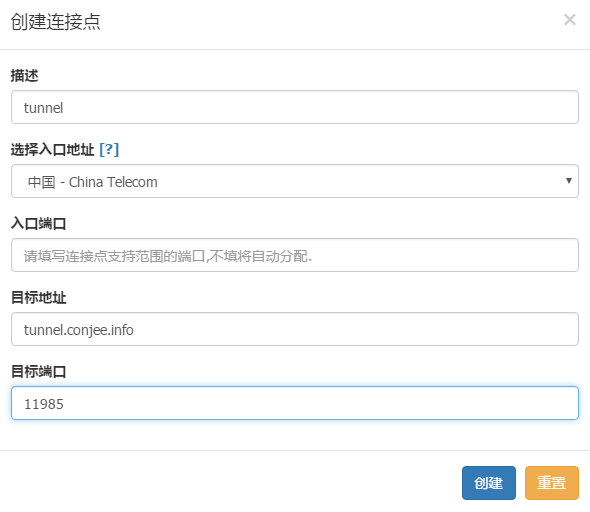 创建连接点
×
描述
tunnel
选择入口地址 [?]
中国 - China Telecom
入口端口
请填写连接点支持范围的端口,不填将自动分配.
目标地址
tunnel.conjee.info
目标端口
11985
创建 重置